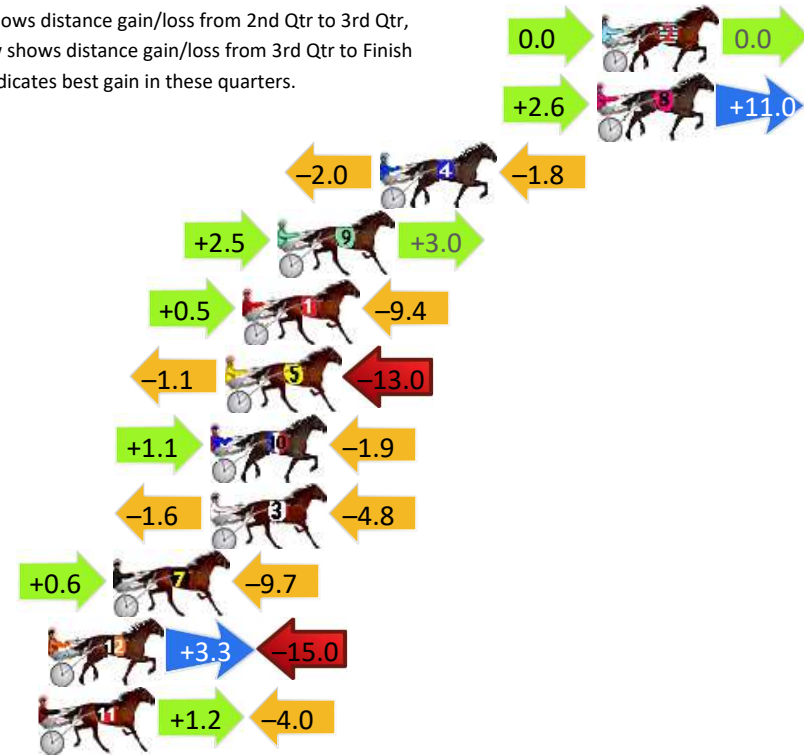 ows distance gain/loss from 2nd Qtr to 3rd Qtr,
shows distance gain/loss from 3rd Qtr to Finish
dicates best gain in these quarters.
0.0 0.0
+2.6 8 +11.0
−2.0 4 −1.8
+2.5 9 +3.0
+0.5 1 −9.4
−1.1 5 −13.0
+1.1 10 −1.9
−1.6 3 −4.8
+0.6 7 −9.7
12 +3.3 −15.0
11 +1.2 −4.0